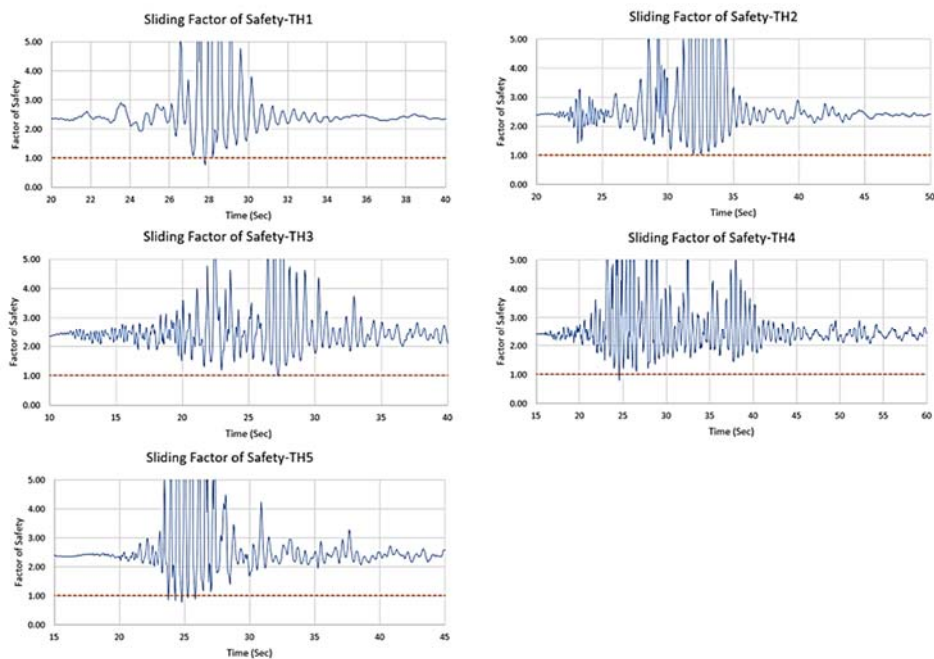 Sliding Factor of Safety-TH1
5.00
4.00
3.00
2.00
1.00
0.00
Factor of Safety
20 22 24 26 28 30 32 34 36 38 40
Time (Sec)
Sliding Factor of Safety-TH2
5.00
4.00
3.00
2.00
1.00
0.00
Factor of Safety
20 25 30 35 40 45 50
Time (Sec)
Sliding Factor of Safety-TH3
5.00
4.00
3.00
2.00
1.00
0.00
Factor of Safety
10 15 20 25 30 35 40
Time (Sec)
Sliding Factor of Safety-TH4
5.00
4.00
3.00
2.00
1.00
0.00
Factor of Safety
15 20 25 30 35 40 45 50 55 60
Time (Sec)
Sliding Factor of Safety-TH5
5.00
4.00
3.00
2.00
1.00
0.00
Factor of Safety
15 20 25 30 35 40 45
Time (Sec)